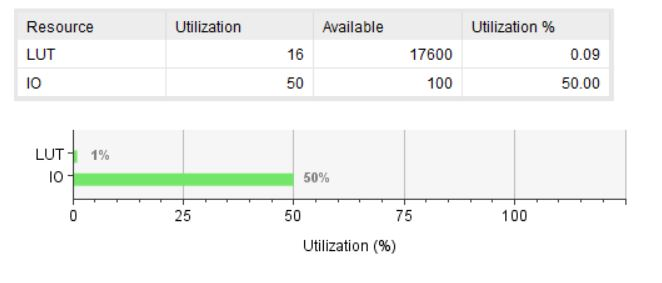 Resource Utilization Available Utilization %
LUT 16 17600 0.09
IO 50 100 50.00
LUT 1%
IO 50%
0 25 50 75 100
Utilization (%)